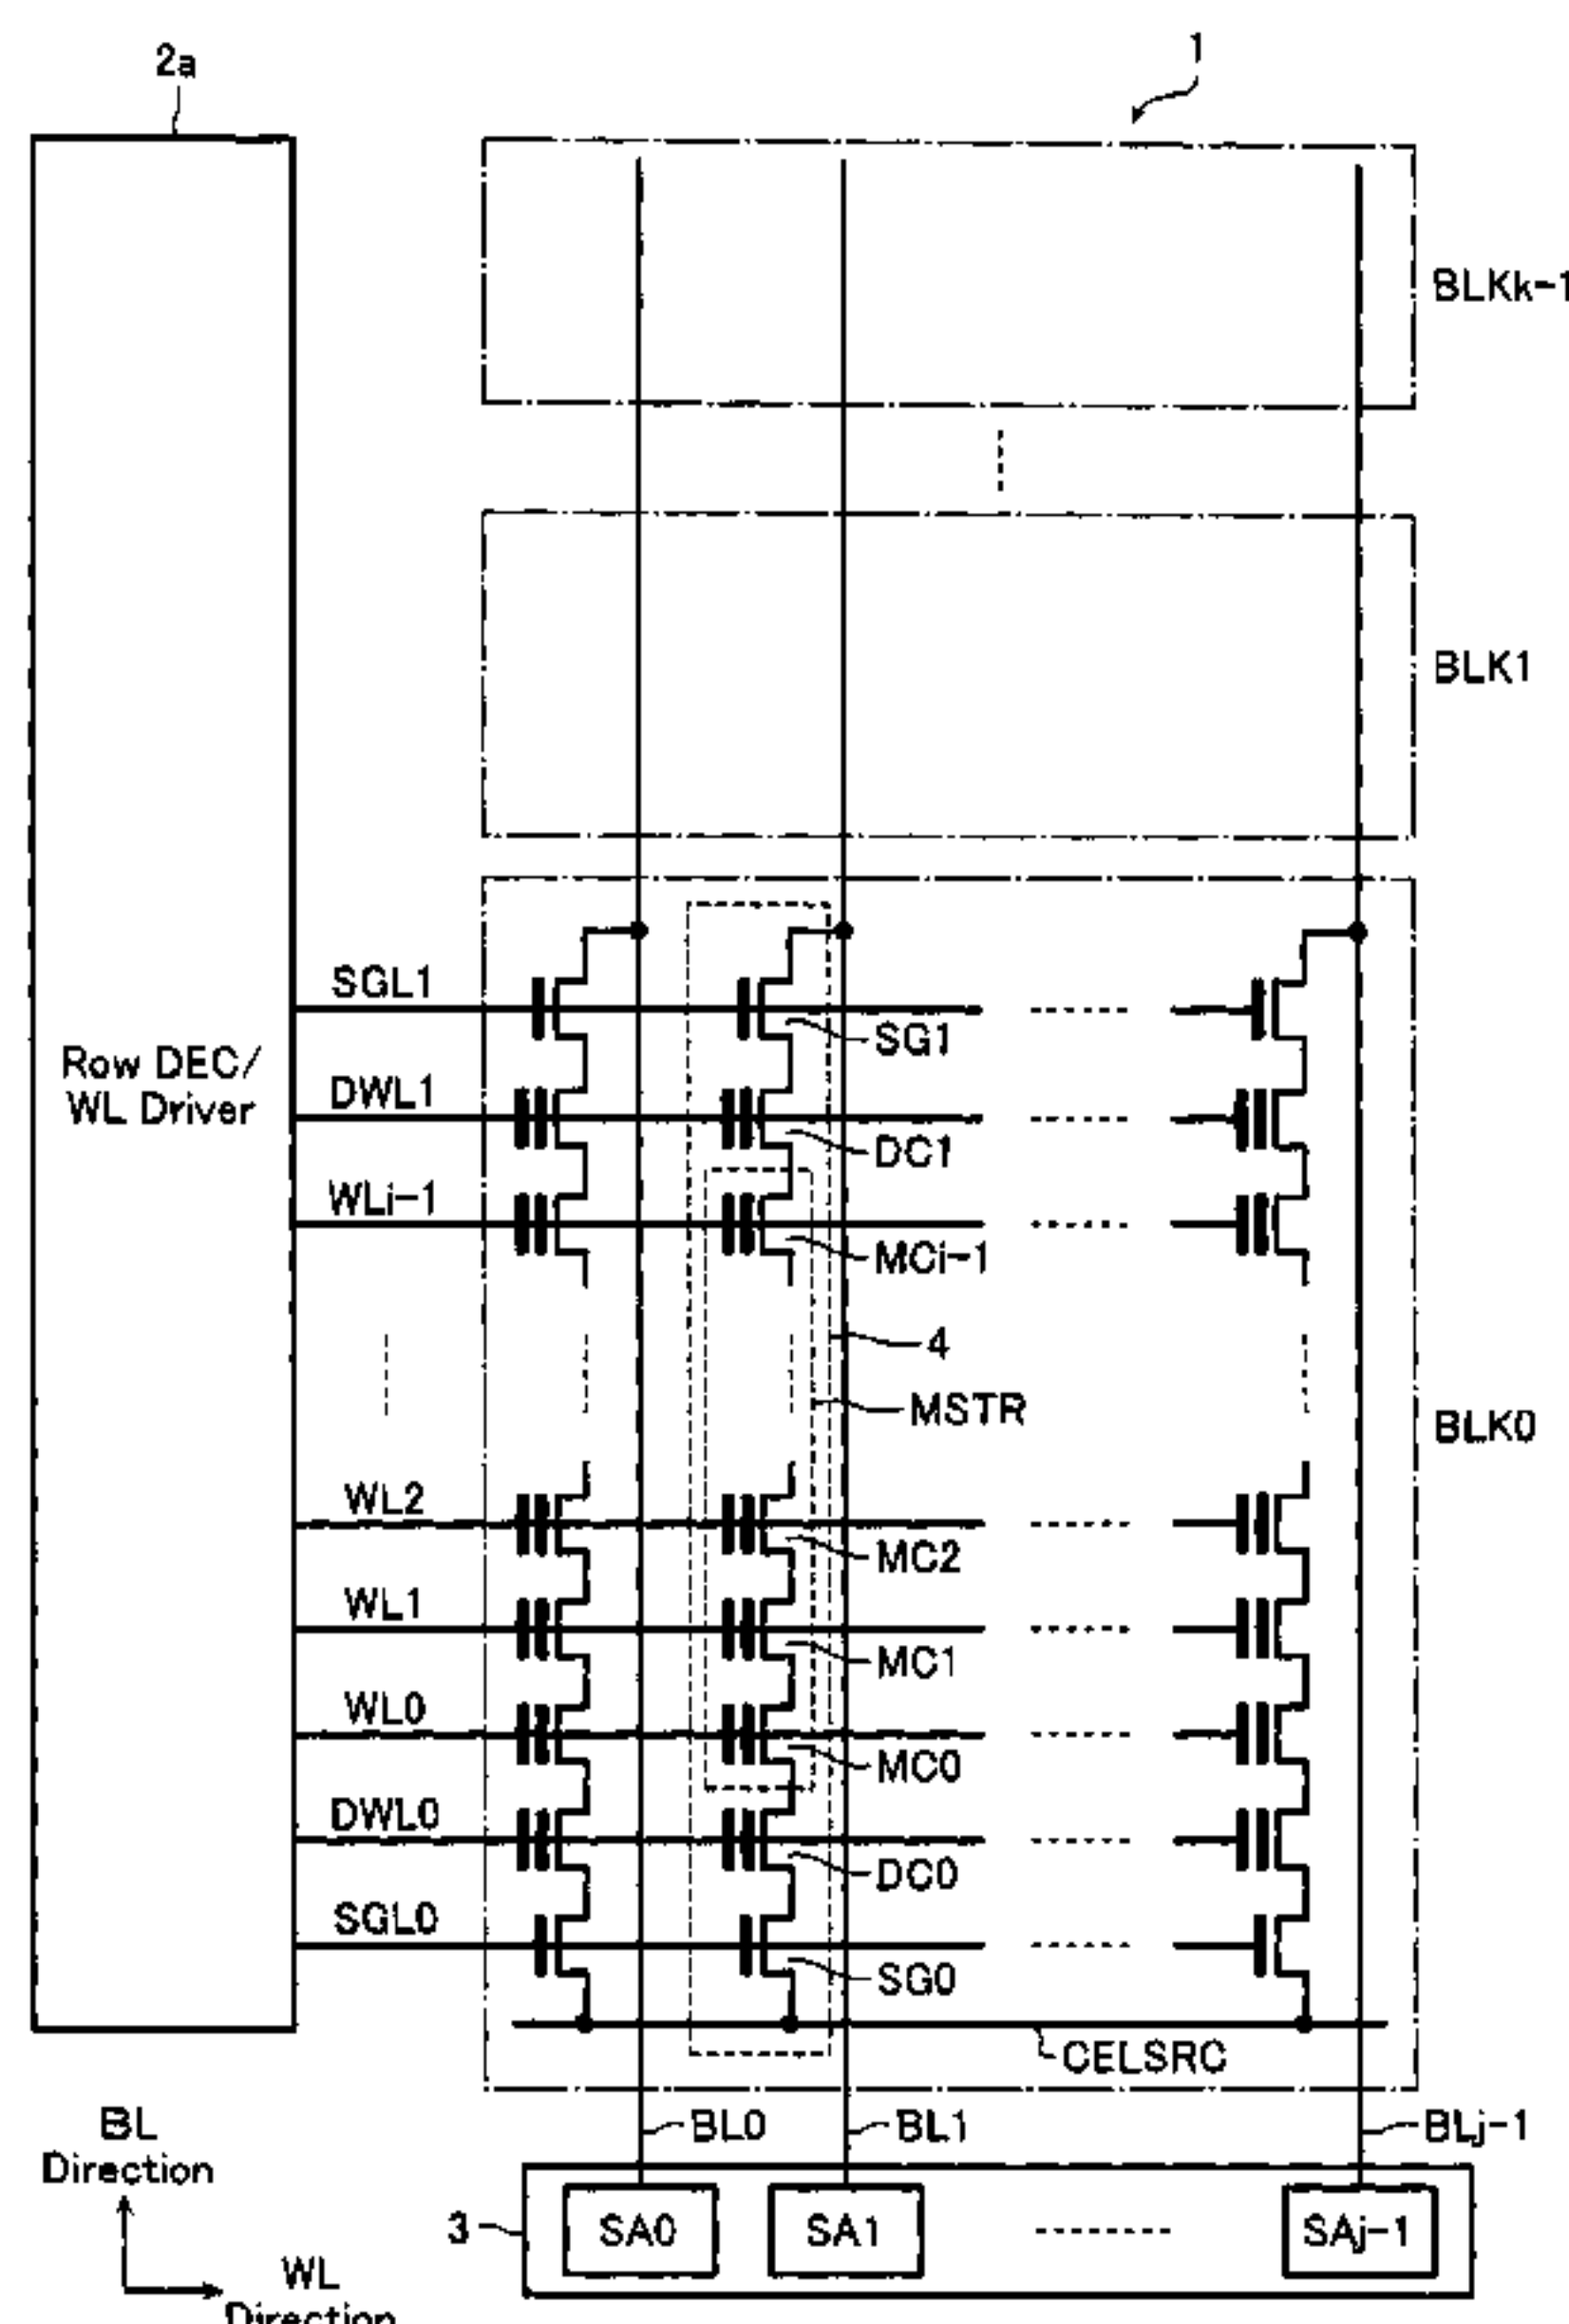 2a
1
BLKk-1
BLK1
SGL1
SG1
Row DEC/
WL Driver
DWL1
DC1
WLi-1
MCi-1
4
MSTR
BLK0
WL2
MC2
WL1
MC1
WL0
MC0
DWL0
DC0
SGL0
SG0
CELSRC
BL
Direction
BL0
BL1
BLj-1
3
SA0
SA1
SAj-1
WL
Direction